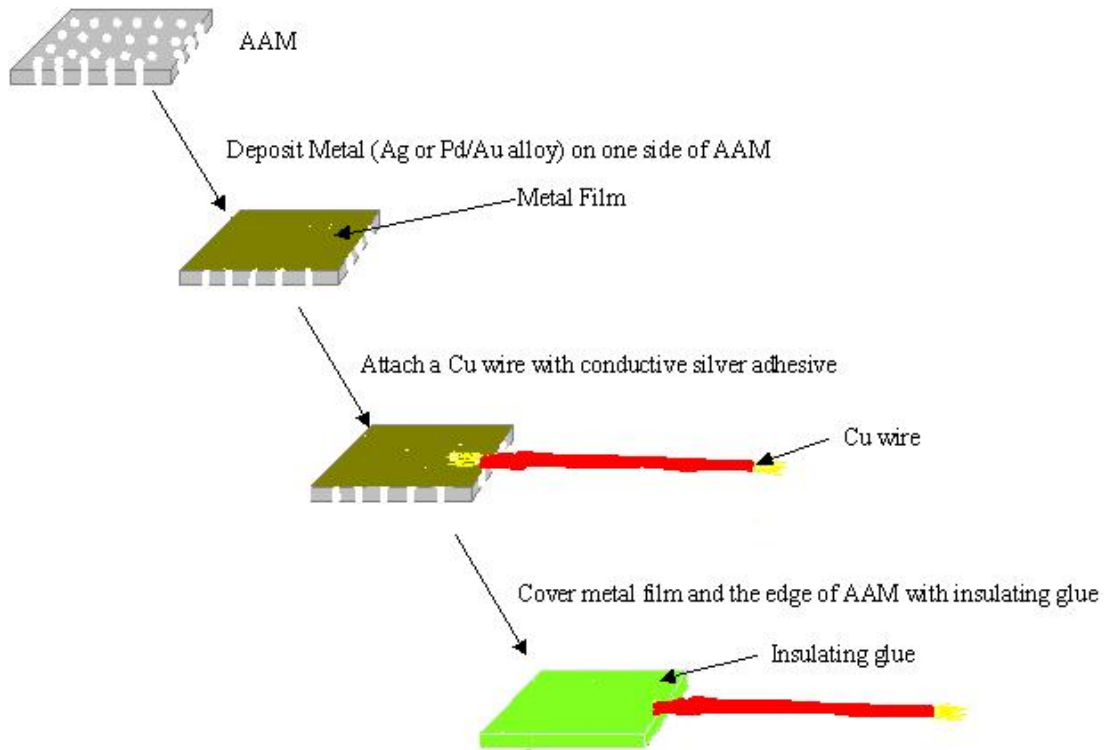 AAM
Deposit Metal (Ag or Pd/Au alloy) on one side of AAM
Metal Film
Attach a Cu wire with conductive silver adhesive
Cu wire
Cover metal film and the edge of AAM with insulating glue
Insulating glue